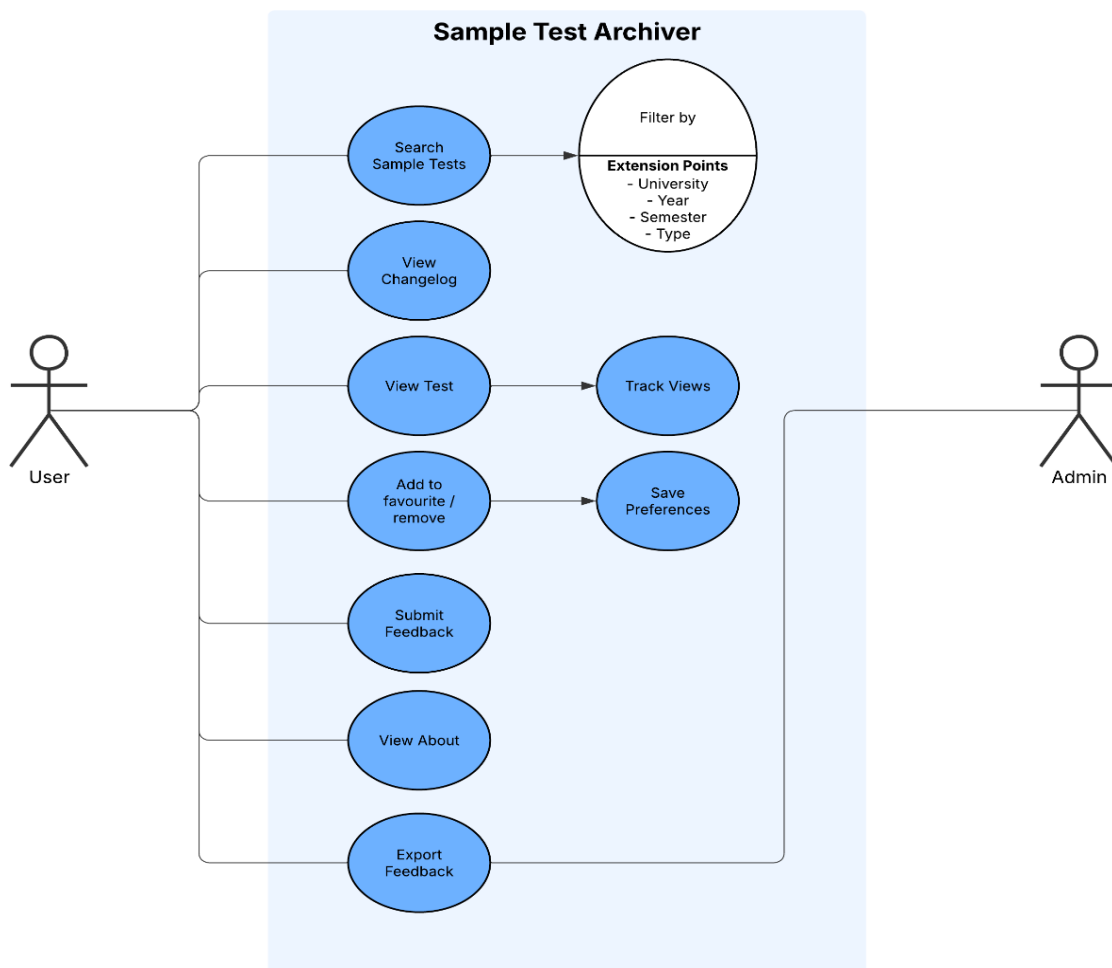 Sample Test Archiver
Search
Sample Tests
Filter by
Extension Points
- University
- Year
- Semester
- Type
View
Changelog
View Test
Track Views
User
Admin
Add to
favourite /
remove
Save
Preferences
Submit
Feedback
View About
Export
Feedback